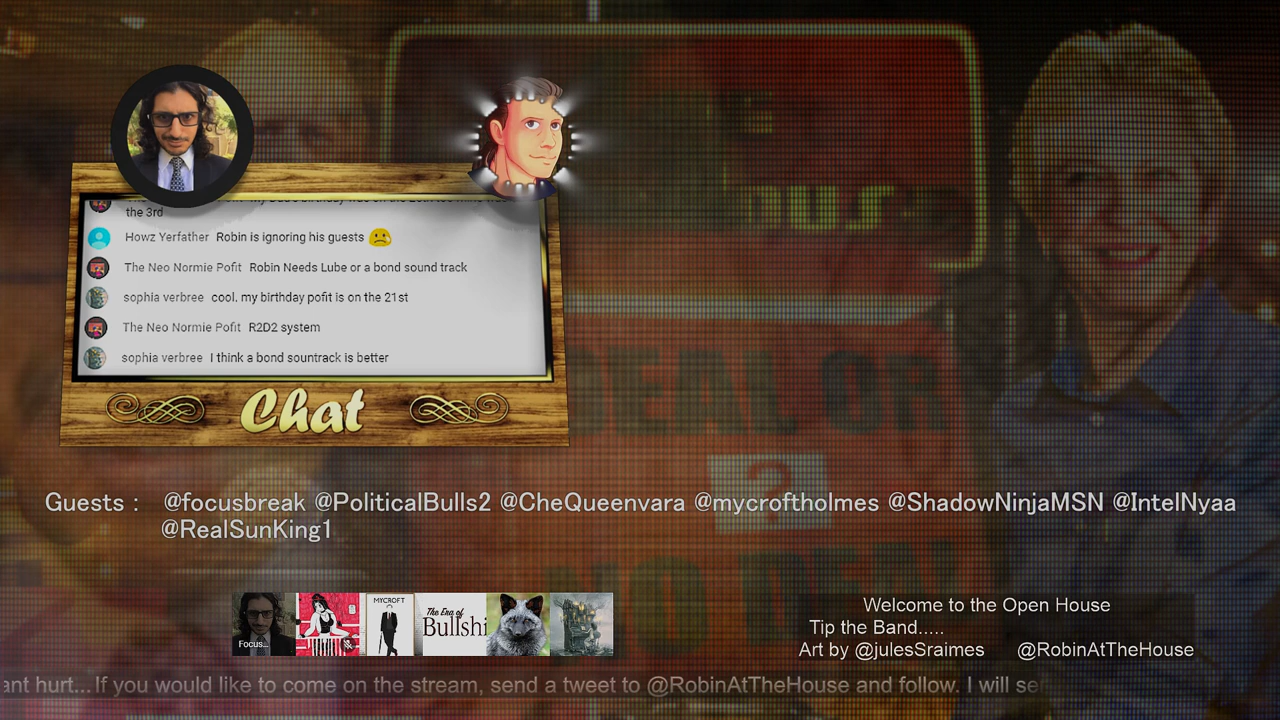 the 3rd
Howz Yerfather Robin is ignoring his guests
The Neo Normie Pofit Robin Needs Lube or a bond sound track
sophia verbree cool, my birthday pofit is on the 21st
The Neo Normie Pofit R2D2 system
sophia verbree I think a bond sountrack is better
Chat
DEAL OR
?
NO DEAL
Guests : @focusbreak @PoliticalBulls2 @CheQueenvara @mycroftholmes @ShadowNinjaMSN @IntelNyaa
@RealSunKing1
Focus...
MYCROFT
The Era of
Bullshi
Welcome to the Open House
Tip the Band.....
Art by @julesSraimes @RobinAtTheHouse
ant hurt... If you would like to come on the stream, send a tweet to @RobinAtTheHouse and follow. I will se